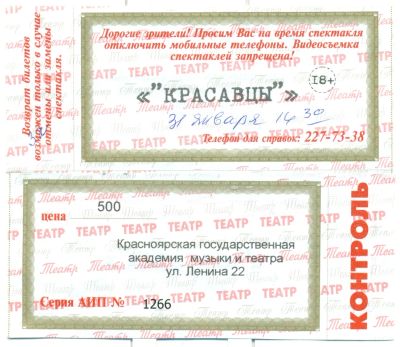 Возврат билетов
возможен только в случае
отмены или замены
спектакля.
Дорогие зрители! Просим Вас на время спектакля
отключить мобильные телефоны. Видеосъемка
спектаклей запрещена!
18+
«"КРАСАВЦЫ"»
31 января 14 30
Телефон для справок: 227-73-38
цена 500
Красноярская государственная
академия музыки и театра
ул. Ленина 22
Серия АИП № 1266
КОНТРОЛЬ